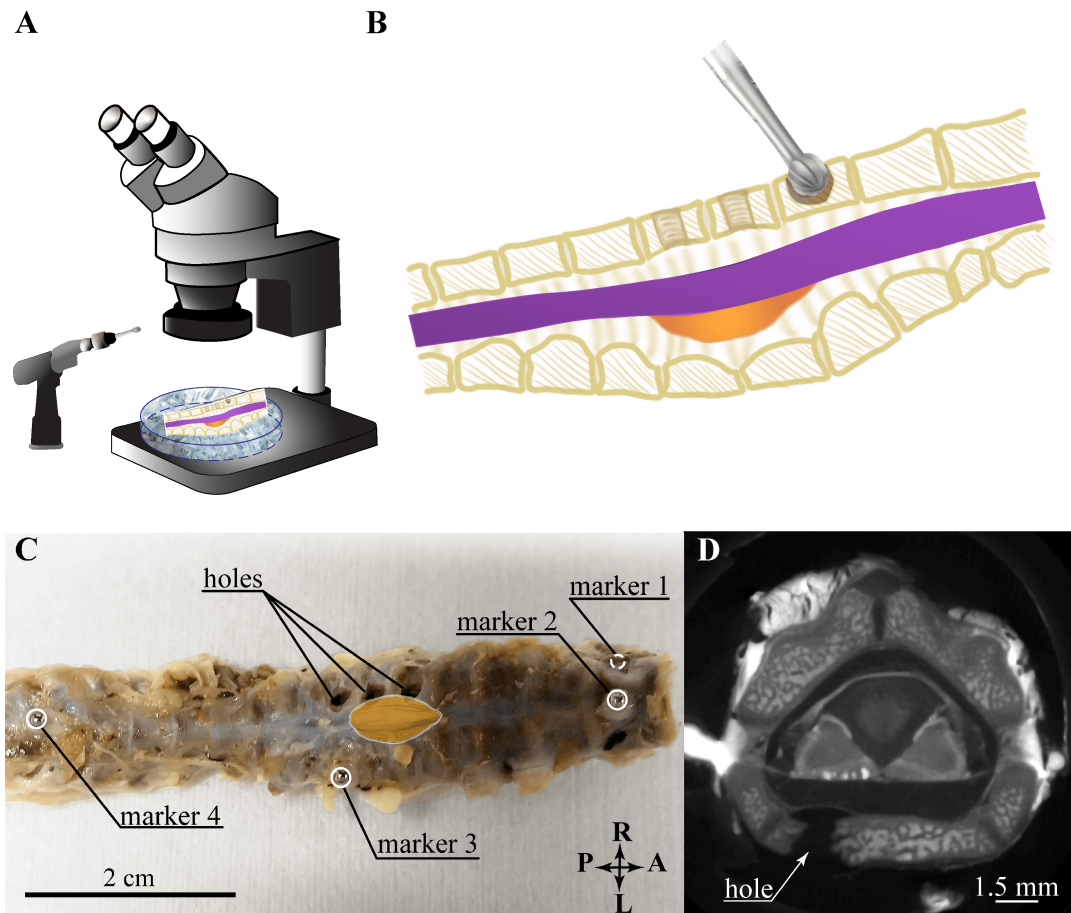 A
B
C
holes
marker 1
marker 2
marker 4
marker 3
2 cm
R
P
A
L
D
hole
1.5 mm